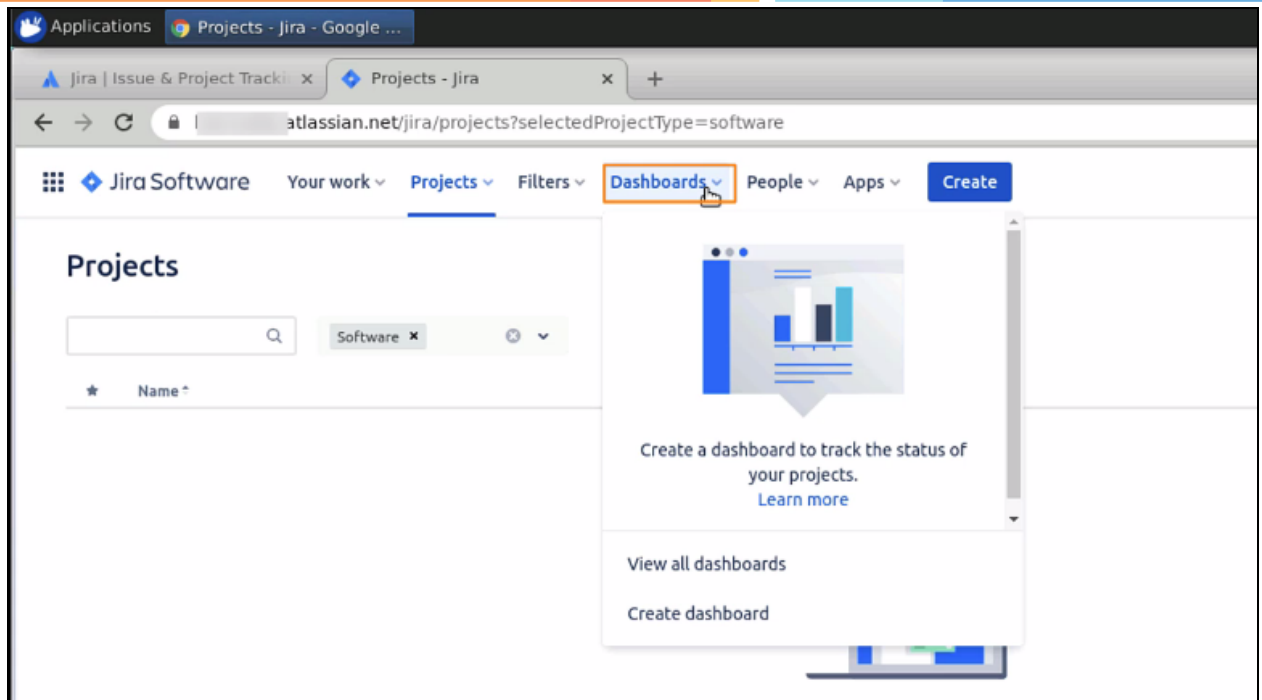 Applications Projects - Jira - Google ...
Jira | Issue & Project Tracki Projects - Jira
atlassian.net/jira/projects?selectedProjectType=software
Jira Software Your work Projects Filters Dashboards People Apps Create
Projects
Software
Name
Create a dashboard to track the status of
your projects.
Learn more
View all dashboards
Create dashboard